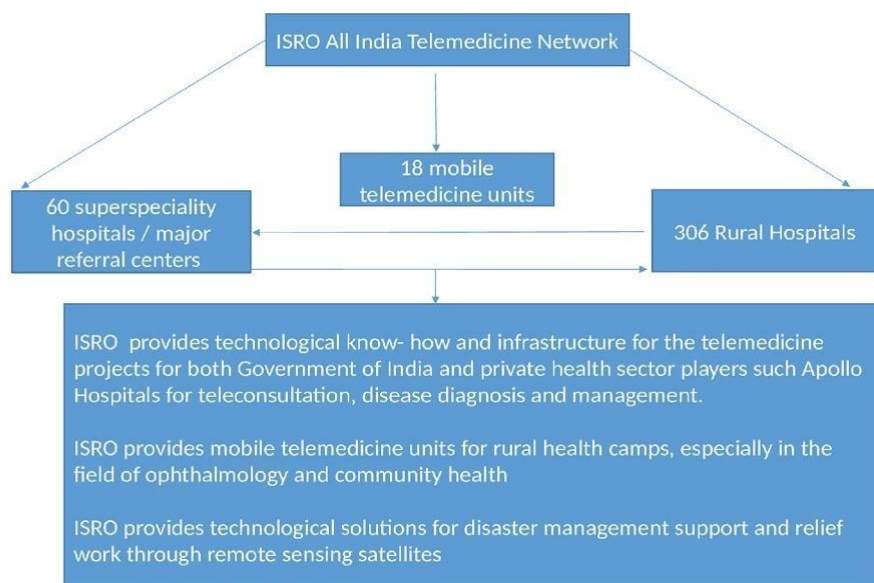 ISRO All India Telemedicine Network
18 mobile
telemedicine units
60 superspeciality
hospitals / major
referral centers
306 Rural Hospitals
ISRO provides technological know- how and infrastructure for the telemedicine
projects for both Government of India and private health sector players such Apollo
Hospitals for teleconsultation, disease diagnosis and management.
ISRO provides mobile telemedicine units for rural health camps, especially in the
field of ophthalmology and community health
ISRO provides technological solutions for disaster management support and relief
work through remote sensing satellites